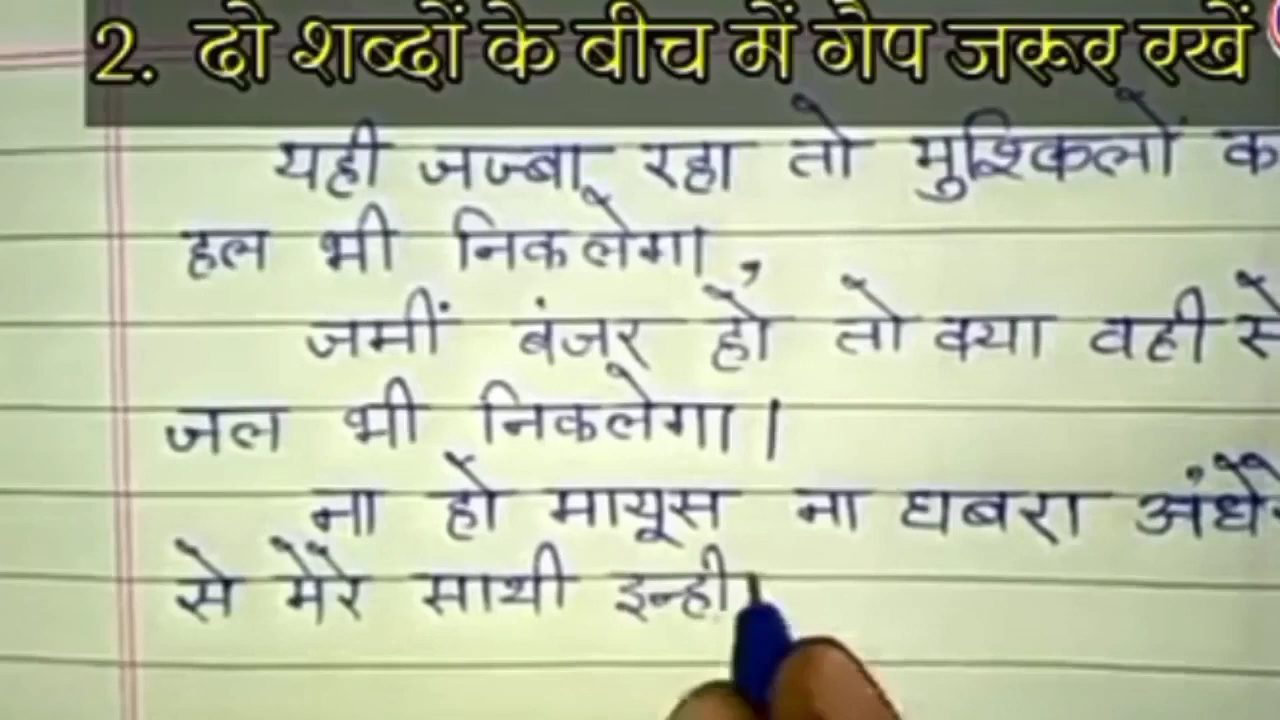 2. दो शब्दों के बीच में गैप जरूर रखें
यही जज्बा रहा तो मुश्किलों क
हल भी निकलेगा,
जमीं बंजर हो तो क्या वही से
जल भी निकलेगा।
ना हो मायूस ना घबरा अंधेरे
से मेरे साथी इन्ही